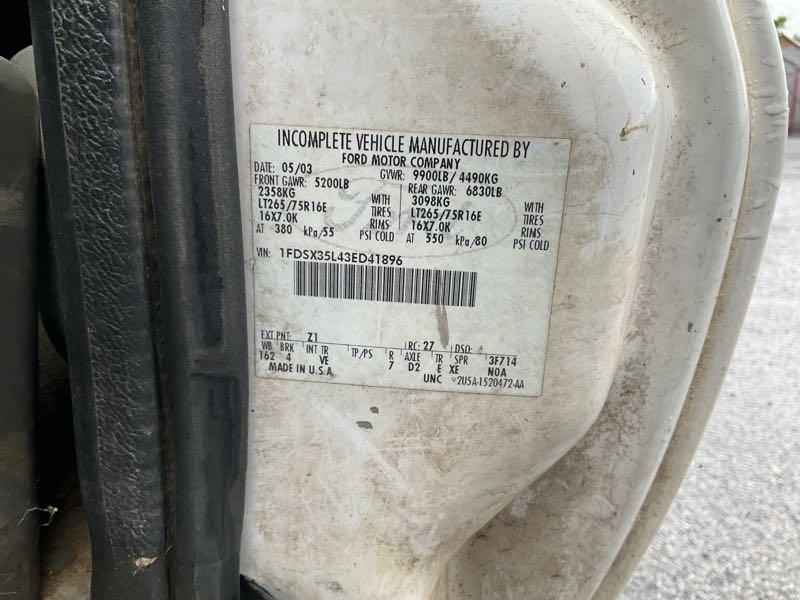 INCOMPLETE VEHICLE MANUFACTURED BY
FORD MOTOR COMPANY
DATE: 05/03 GVWR: 9900LB/ 4490KG
FRONT GAWR: 5200LB REAR GAWR: 6830LB
2358KG WITH 3098KG WITH
LT265/75R16E TIRES LT265/75R16E TIRES
16X7.0K RIMS 16X7.0K RIMS
AT 380 kPa/55 PSI COLD AT 550 kPa/80 PSI COLD
VIN: 1FDSX35L43ED41896
EXT PNT: Z1 RC: 27 DSO:
WB BRK INT TR TP/PS R AXLE TR SPR 3F714
162 4 VE 7 D2 E XE NOA
MADE IN U.S.A. UNC 2U5A-1520472-AA